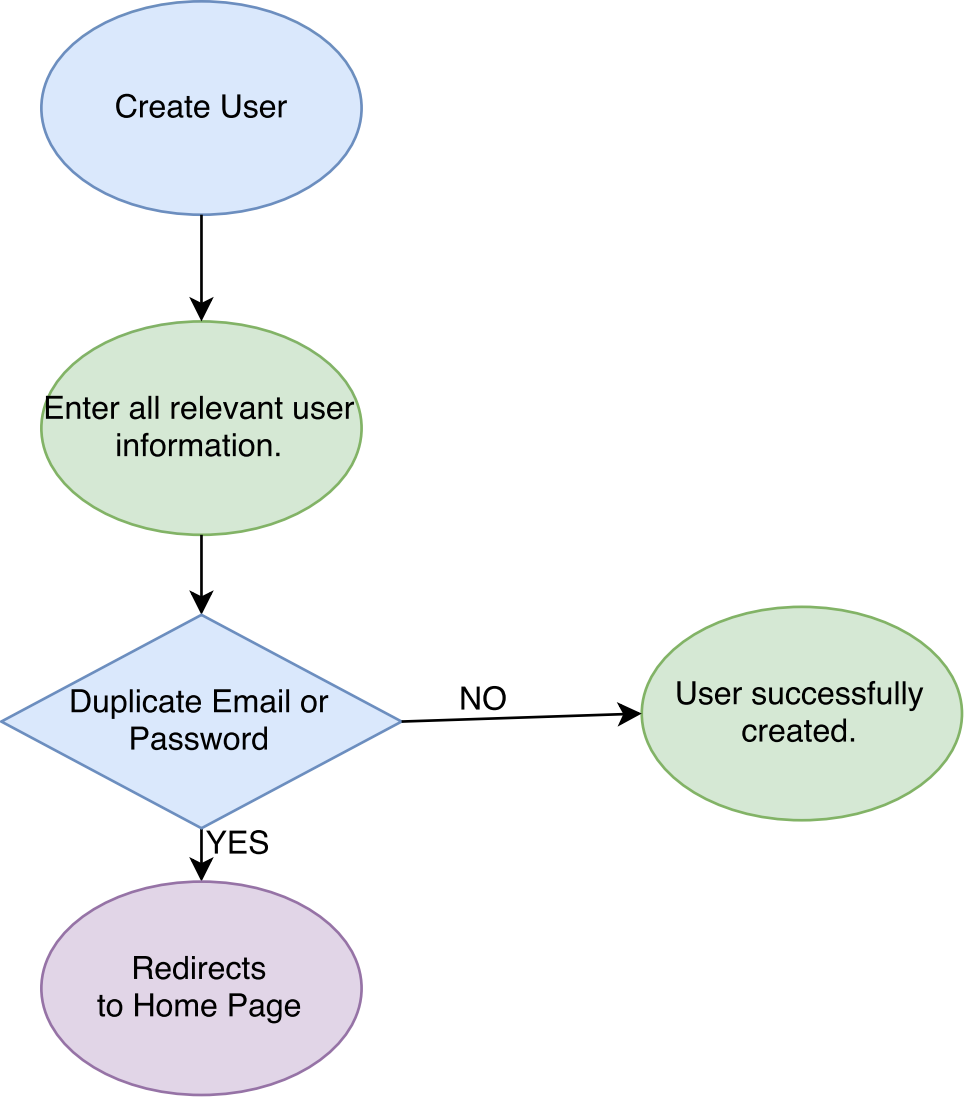 Create User
Enter all relevant user
information.
Duplicate Email or
Password
NO
User successfully
created.
YES
Redirects
to Home Page